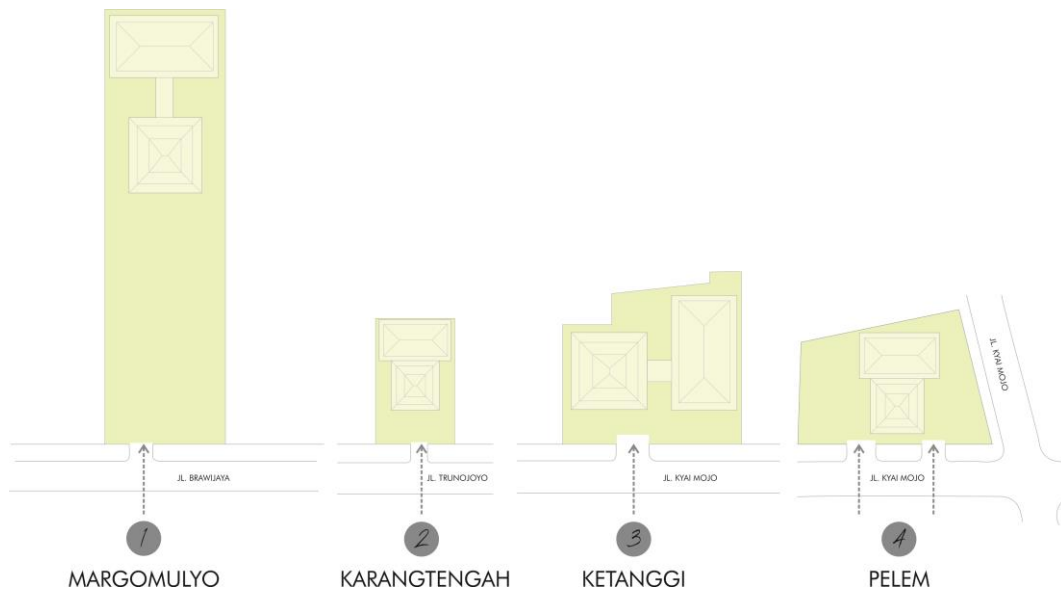 JL. KYAI MOJO
JL. BRAWIJAYA
JL. TRUNOJOYO
JL. KYAI MOJO
JL. KYAI MOJO
1
2
3
4
MARGOMULYO
KARANGTENGAH
KETANGGI
PELEM